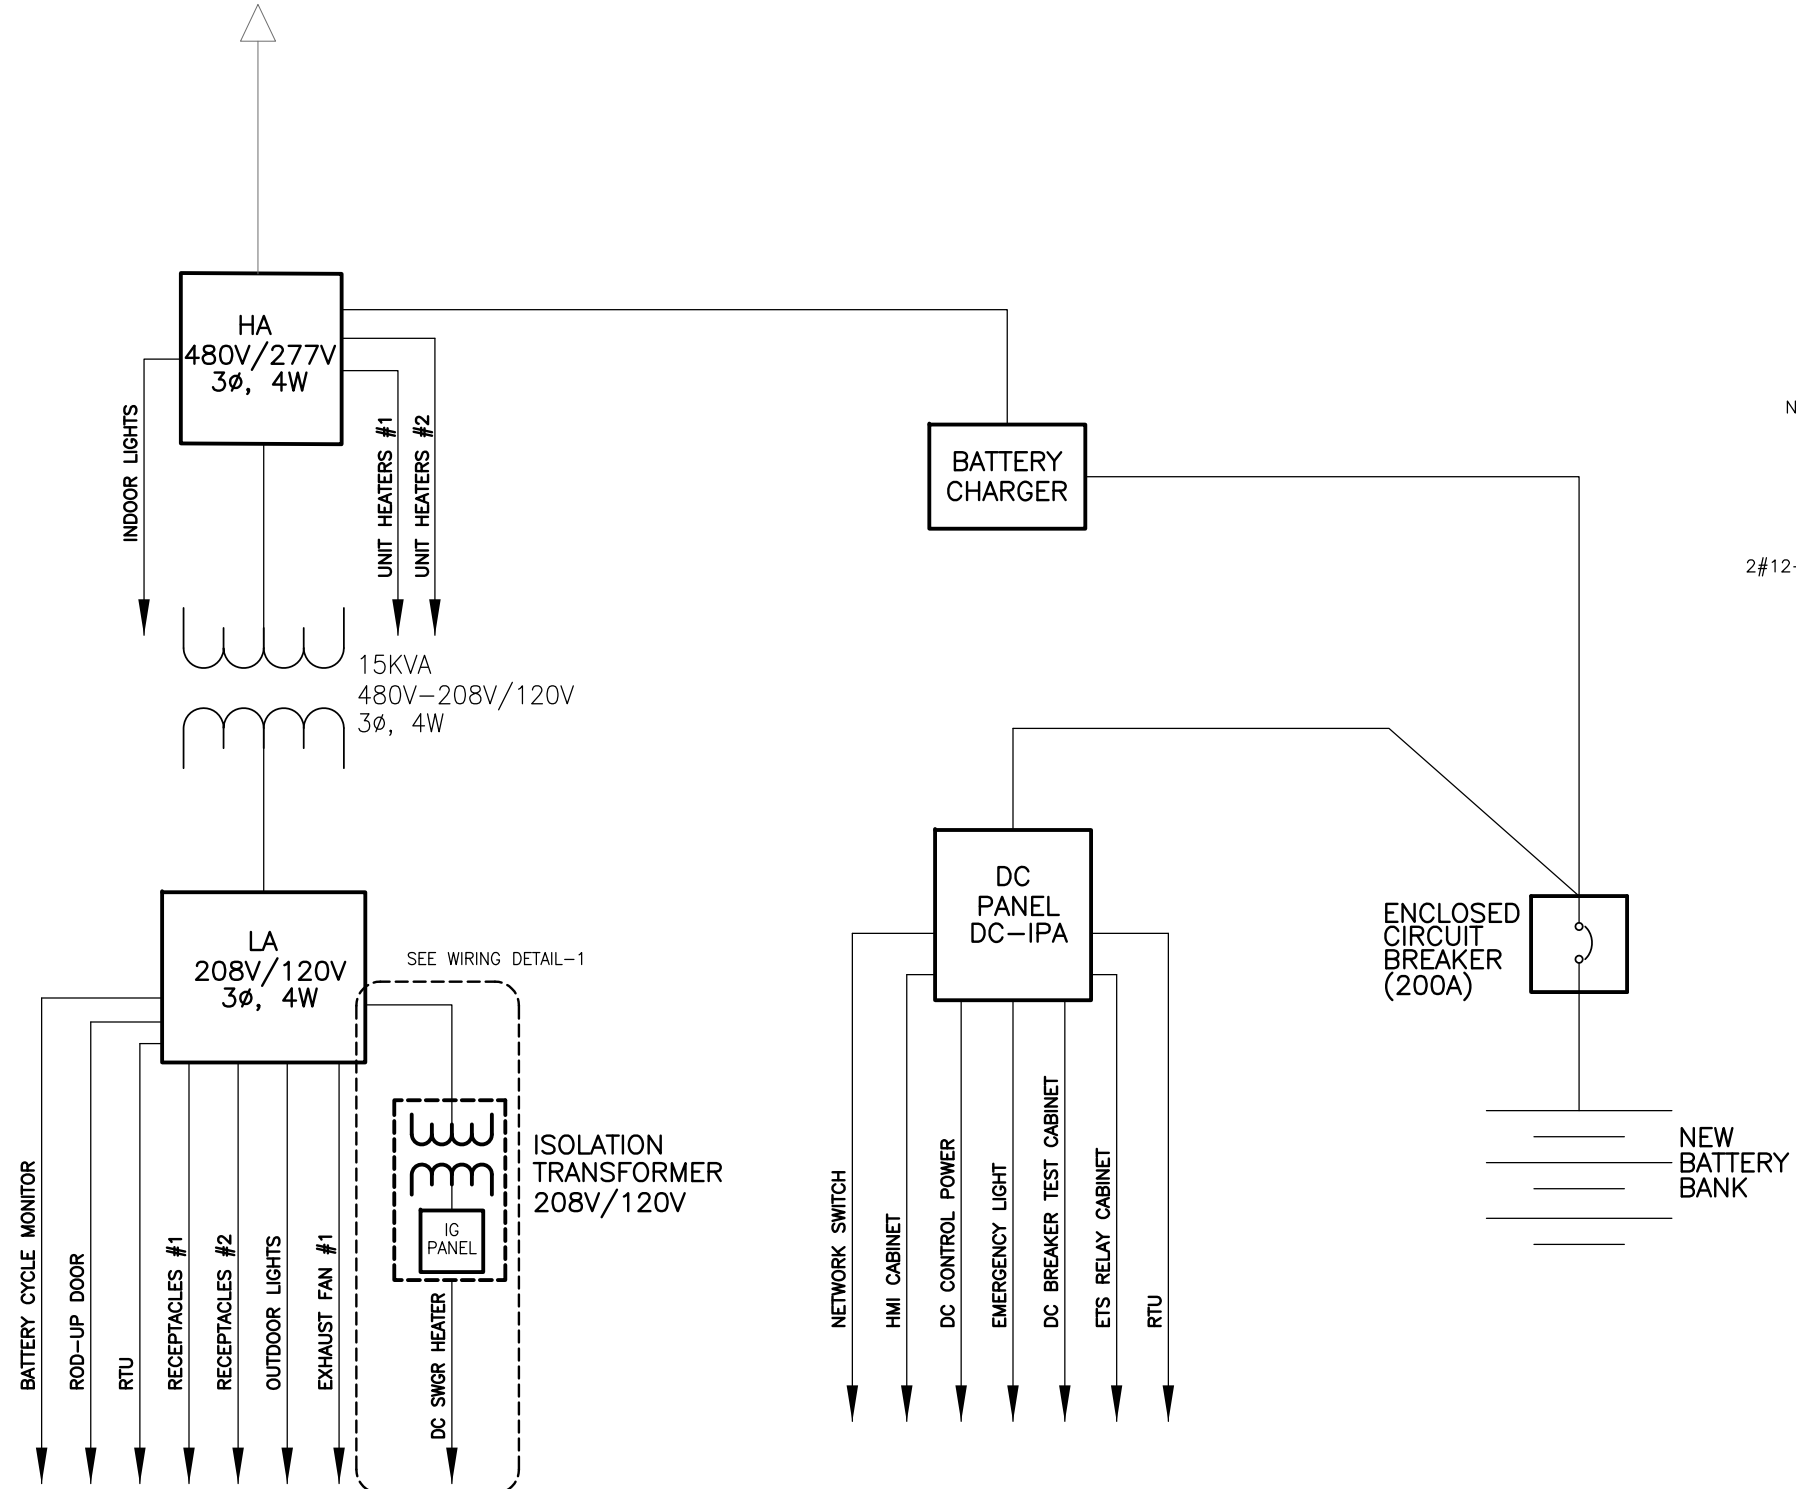 HA
480V/277V
3ø, 4W
INDOOR LIGHTS
UNIT HEATERS #1
UNIT HEATERS #2
BATTERY
CHARGER
N
2#12-
15KVA
480V-208V/120V
3ø, 4W
LA
208V/120V
3ø, 4W
SEE WIRING DETAIL-1
DC
PANEL
DC-IPA
ENCLOSED
CIRCUIT
BREAKER
(200A)
ISOLATION
TRANSFORMER
208V/120V
IG
PANEL
NEW
BATTERY
BANK
BATTERY CYCLE MONITOR
ROD-UP DOOR
RTU
RECEPTACLES #1
RECEPTACLES #2
OUTDOOR LIGHTS
EXHAUST FAN #1
DC SWGR HEATER
NETWORK SWITCH
HMI CABINET
DC CONTROL POWER
EMERGENCY LIGHT
DC BREAKER TEST CABINET
ETS RELAY CABINET
RTU